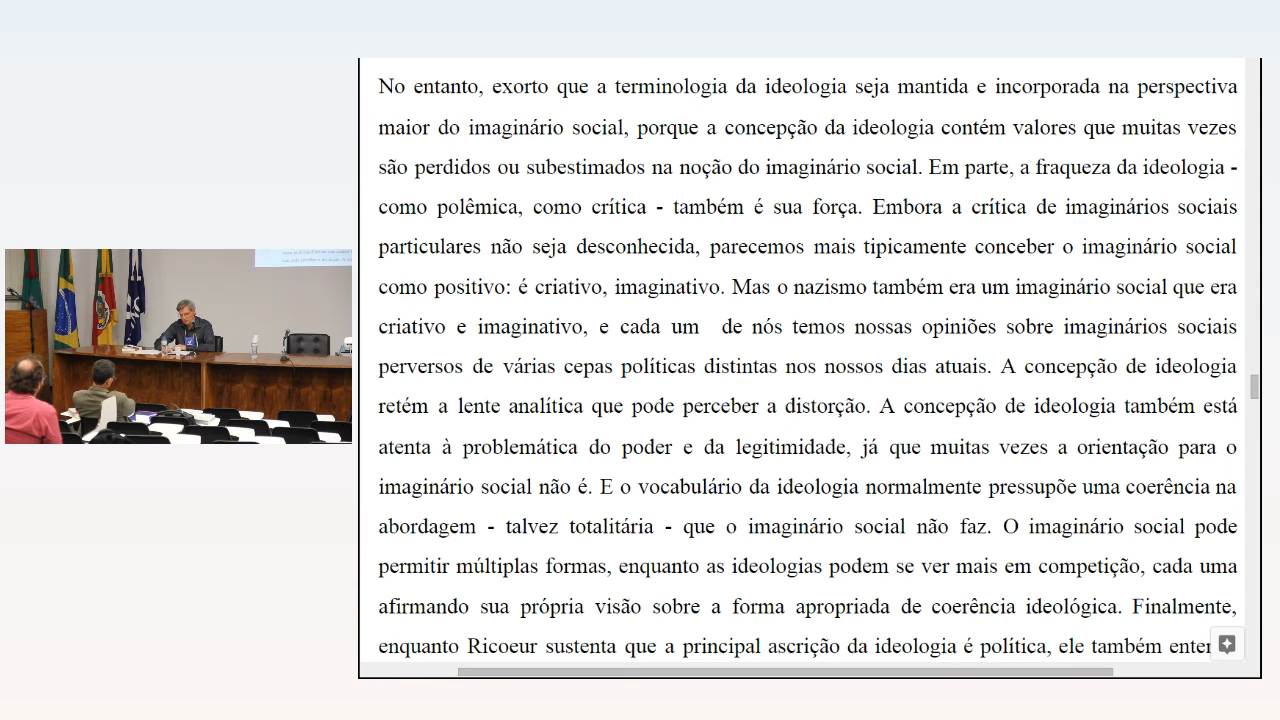 No entanto, exorto que a terminologia da ideologia seja mantida e incorporada na perspectiva
maior do imaginário social, porque a concepção da ideologia contém valores que muitas vezes
são perdidos ou subestimados na noção do imaginário social. Em parte, a fraqueza da ideologia -
como polêmica, como crítica - também é sua força. Embora a crítica de imaginários sociais
particulares não seja desconhecida, parecemos mais tipicamente conceber o imaginário social
como positivo: é criativo, imaginativo. Mas o nazismo também era um imaginário social que era
criativo e imaginativo, e cada um  de nós temos nossas opiniões sobre imaginários sociais
perversos de várias cepas políticas distintas nos nossos dias atuais. A concepção de ideologia
retém a lente analítica que pode perceber a distorção. A concepção de ideologia também está
atenta à problemática do poder e da legitimidade, já que muitas vezes a orientação para o
imaginário social não é. E o vocabulário da ideologia normalmente pressupõe uma coerência na
abordagem - talvez totalitária - que o imaginário social não faz. O imaginário social pode
permitir múltiplas formas, enquanto as ideologias podem se ver mais em competição, cada uma
afirmando sua própria visão sobre a forma apropriada de coerência ideológica. Finalmente,
enquanto Ricoeur sustenta que a principal ascrição da ideologia é política, ele também